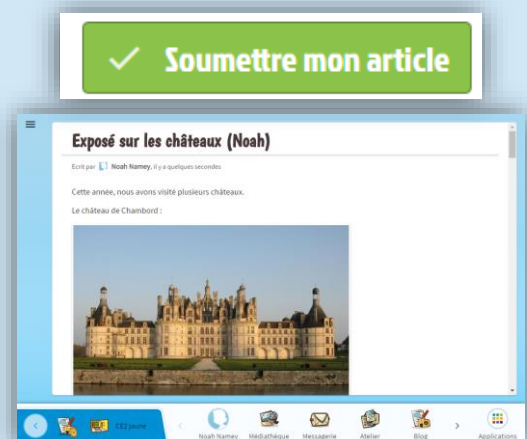 Soumettre mon article
Exposé sur les châteaux (Noah)
Ecrit par Noah Namey, il y a quelques secondes
Cette année, nous avons visité plusieurs châteaux.
Le château de Chambord :
CE2 jaune
Noah Namey Médiathèque Messagerie Atelier Blog Applications